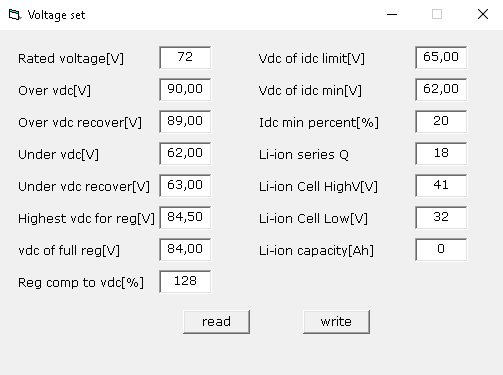 Voltage set
Rated voltage[V] 72 Vdc of idc limit[V] 65,00
Over vdc[V] 90,00 Vdc of idc min[V] 62,00
Over vdc recover[V] 89,00 Idc min percent[%] 20
Under vdc[V] 62,00 Li-ion series Q 18
Under vdc recover[V] 63,00 Li-ion Cell HighV[V] 41
Highest vdc for reg[V] 84,50 Li-ion Cell Low[V] 32
vdc of full reg[V] 84,00 Li-ion capacity[Ah] 0
Reg comp to vdc[%] 128
read write